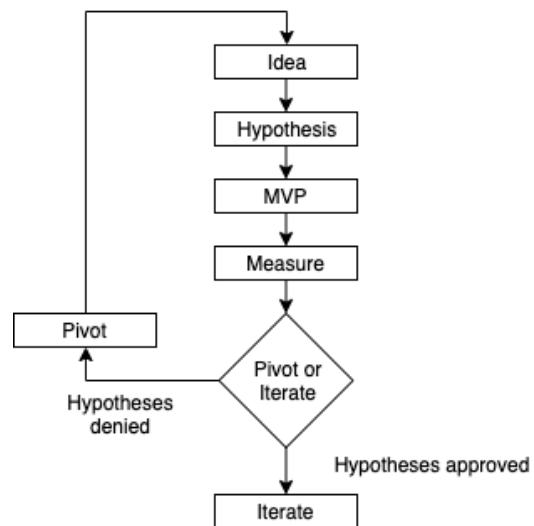 Idea
Hypothesis
MVP
Measure
Pivot
Pivot or
Iterate
Hypotheses
denied
Hypotheses approved
Iterate